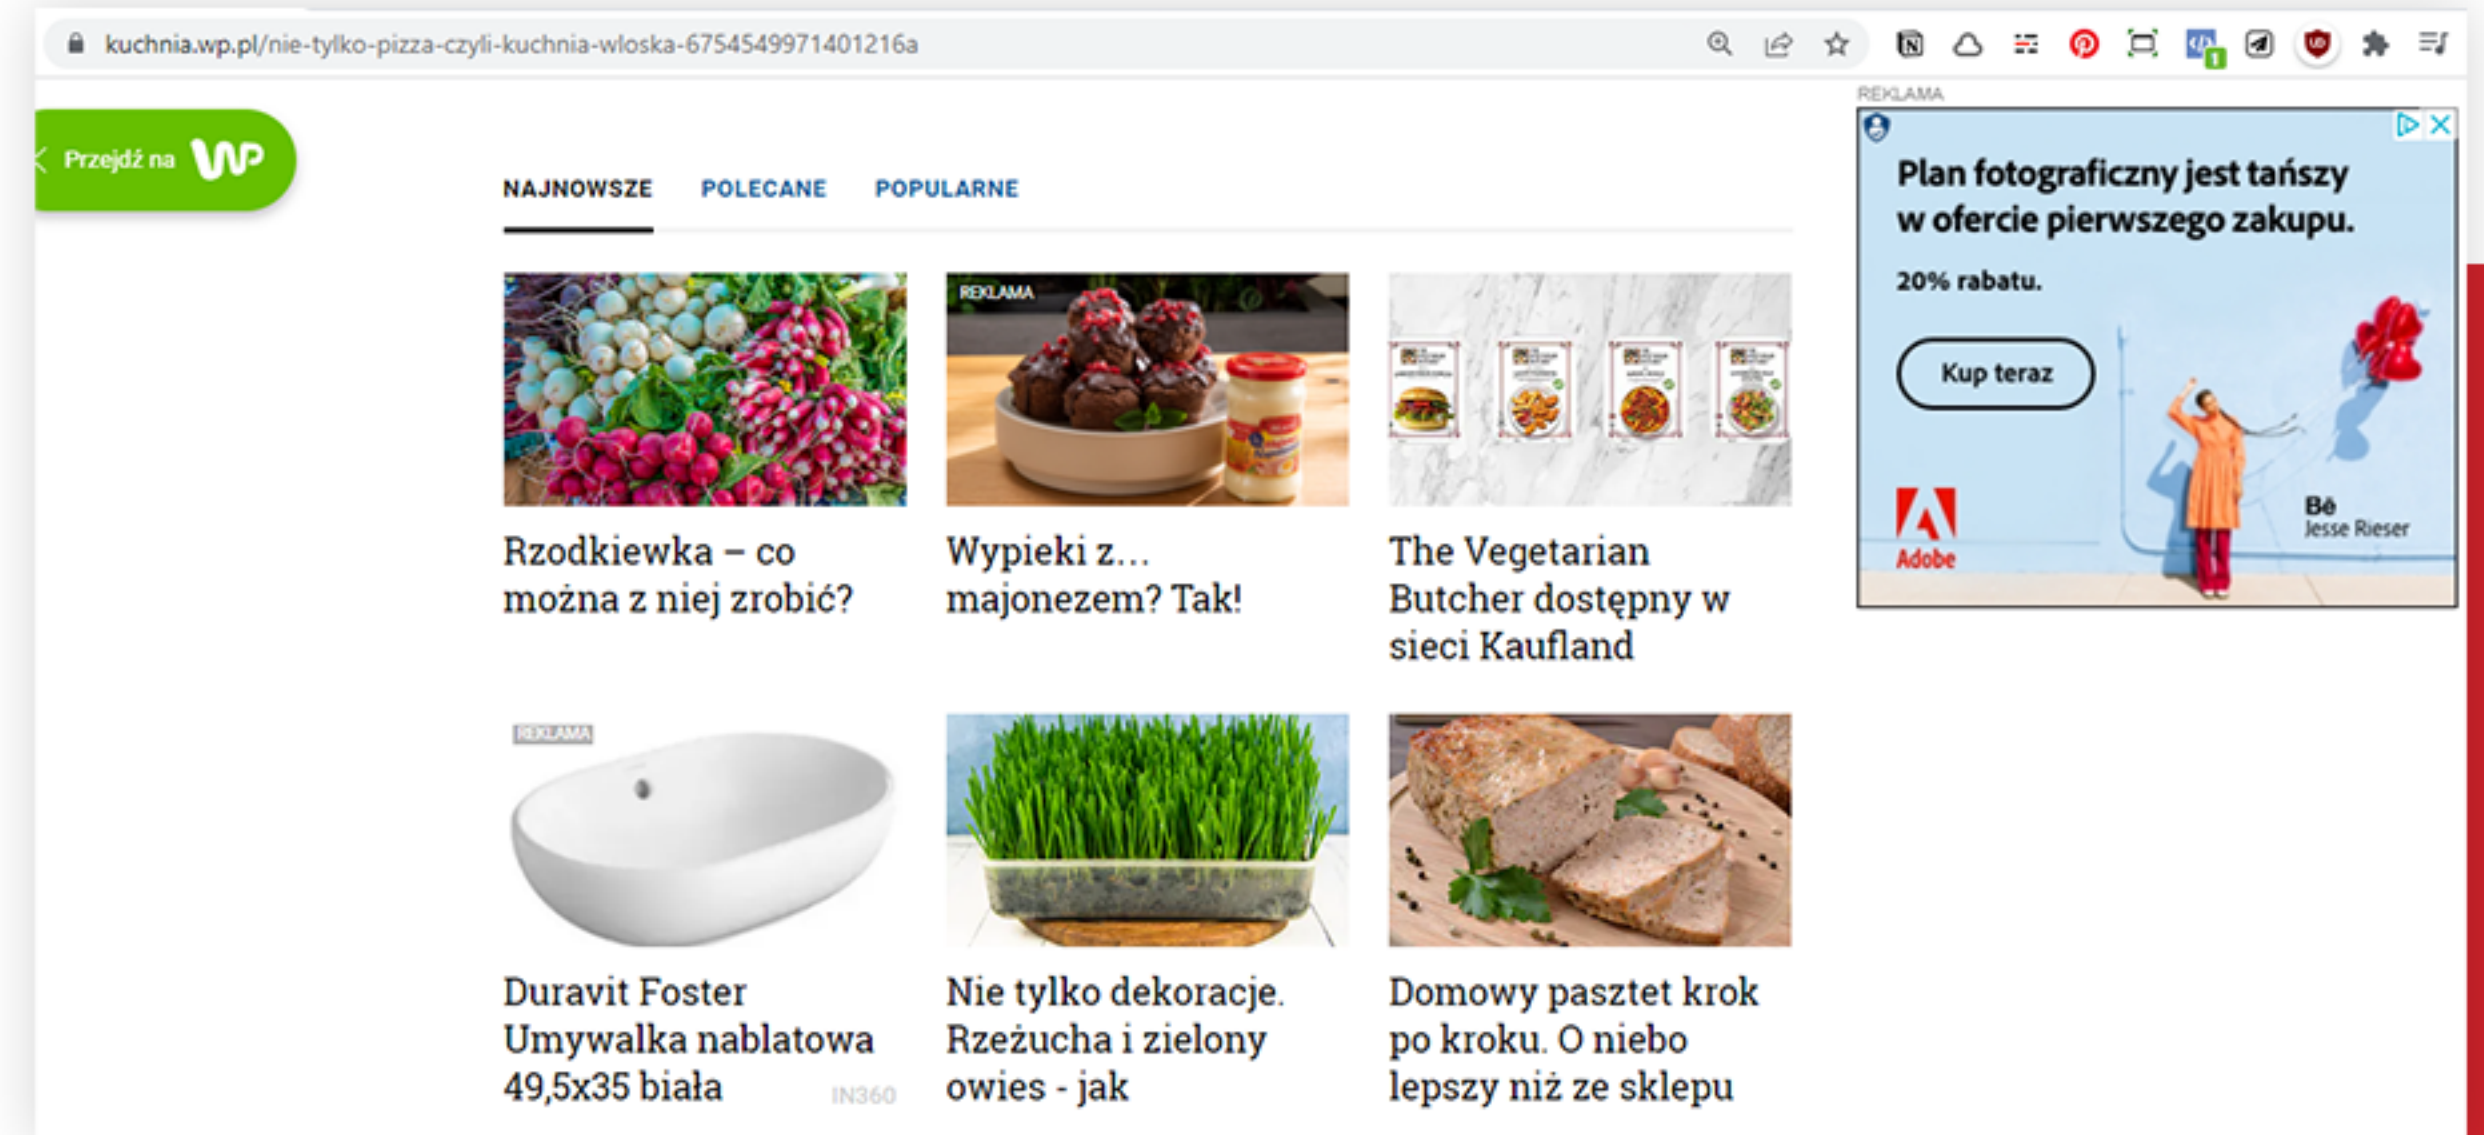 kuchnia.wp.pl/nie-tylko-pizza-czyli-kuchnia-wloska-6754549971401216a
1
REKLAMA
Przejdź na WP
NAJNOWSZE POLECANE POPULARNE
Plan fotograficzny jest tańszy
w ofercie pierwszego zakupu.
20% rabatu.
Kup teraz
Bē
Jesse Rieser
Adobe
REKLAMA
Rzodkiewka – co
można z niej zrobić?
Wypieki z...
majonezem? Tak!
The Vegetarian
Butcher dostępny w
sieci Kaufland
REKLAMA
Duravit Foster
Umywalka nablatowa
49,5x35 biała
IN360
Nie tylko dekoracje.
Rzeżucha i zielony
owies - jak
Domowy pasztet krok
po kroku. O niebo
lepszy niż ze sklepu